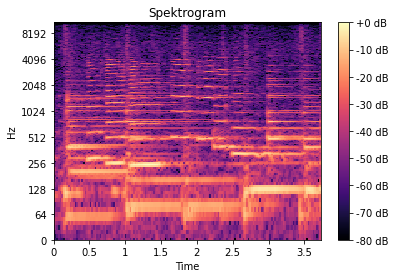 Spektrogram
8192
4096
2048
1024
512
256
128
64
0
Hz
0
0.5
1
1.5
2
2.5
3
3.5
Time
+0 dB
-10 dB
-20 dB
-30 dB
-40 dB
-50 dB
-60 dB
-70 dB
-80 dB